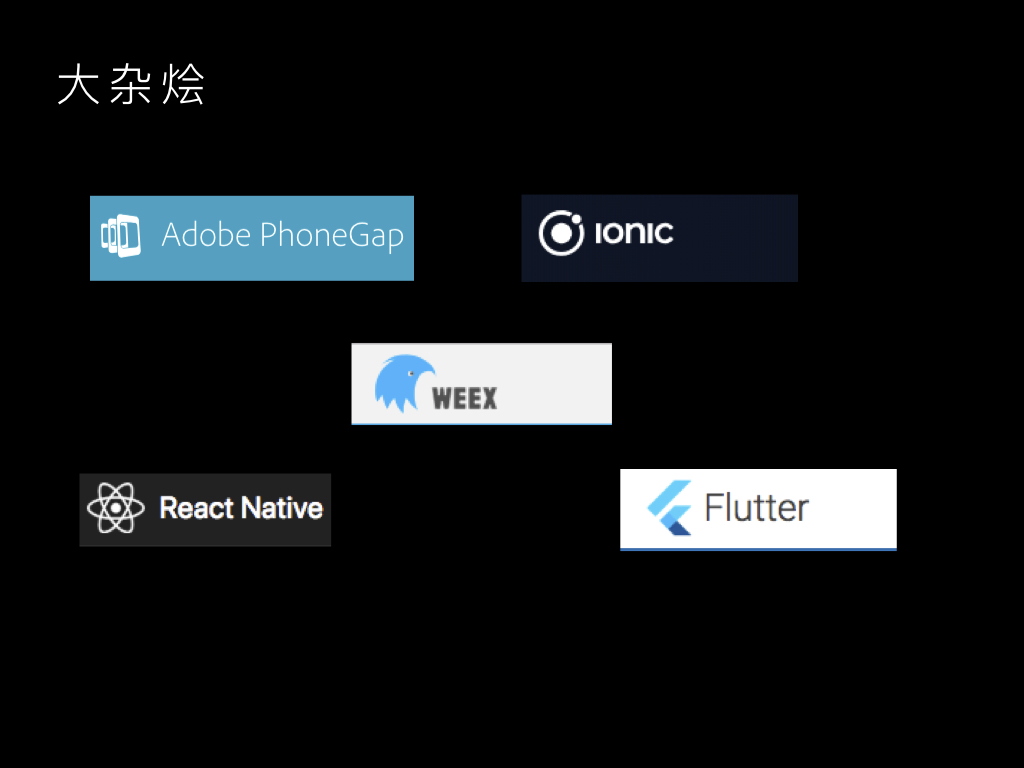 大杂烩
Adobe PhoneGap
ionic
WEEX
React Native
Flutter